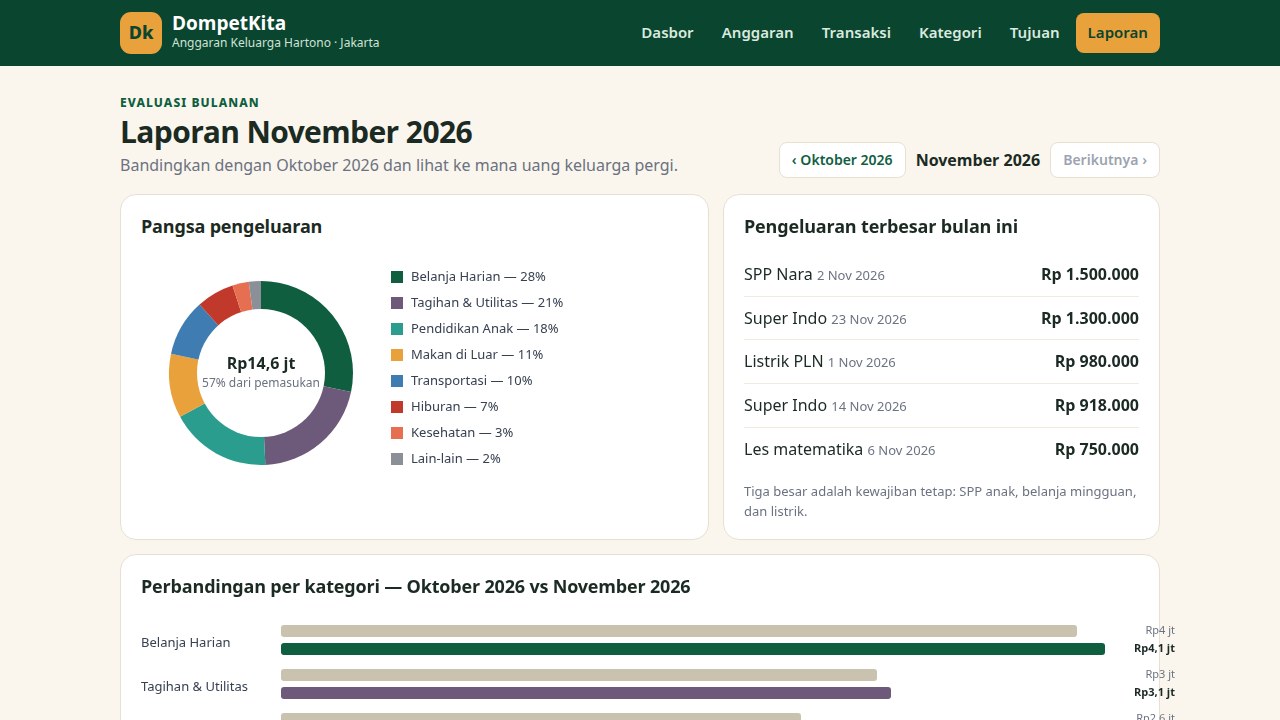 Dk
DompetKita
Anggaran Keluarga Hartono · Jakarta
Dasbor
Anggaran
Transaksi
Kategori
Tujuan
Laporan
EVALUASI BULANAN
Laporan November 2026
Bandingkan dengan Oktober 2026 dan lihat ke mana uang keluarga pergi.
‹ Oktober 2026
November 2026
Berikutnya ›
Pangsa pengeluaran
Rp14,6 jt
57% dari pemasukan
Belanja Harian — 28%
Tagihan & Utilitas — 21%
Pendidikan Anak — 18%
Makan di Luar — 11%
Transportasi — 10%
Hiburan — 7%
Kesehatan — 3%
Lain-lain — 2%
Pengeluaran terbesar bulan ini
SPP Nara 2 Nov 2026 Rp 1.500.000
Super Indo 23 Nov 2026 Rp 1.300.000
Listrik PLN 1 Nov 2026 Rp 980.000
Super Indo 14 Nov 2026 Rp 918.000
Les matematika 6 Nov 2026 Rp 750.000
Tiga besar adalah kewajiban tetap: SPP anak, belanja mingguan,
dan listrik.
Perbandingan per kategori — Oktober 2026 vs November 2026
Belanja Harian
Rp4 jt
Rp4,1 jt
Tagihan & Utilitas
Rp3 jt
Rp3,1 jt
Rp2,6 jt